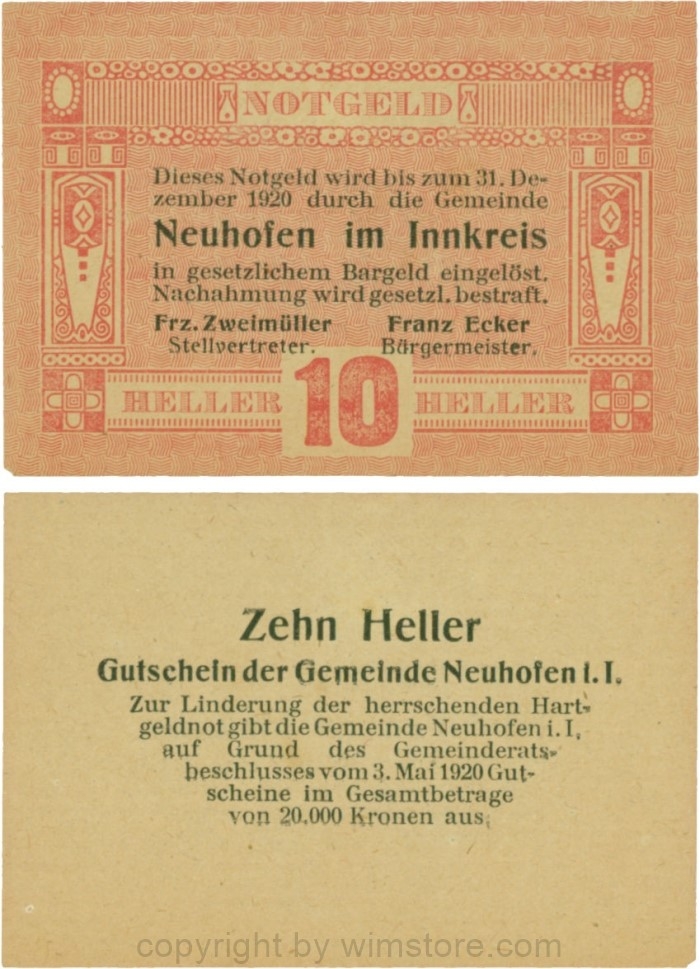 NOTGELD
Dieses Notgeld wird bis zum 31. De-
zember 1920 durch die Gemeinde
Neuhofen im Innkreis
in gesetzlichem Bargeld eingelöst.
Nachahmung wird gesetzl. bestraft.
Frz. Zweimüller Franz Ecker
Stellvertreter. Bürgermeister.
HELLER 10 HELLER
Zehn Heller
Gutschein der Gemeinde Neuhofen i. I.
Zur Linderung der herrschenden Hart-
geldnot gibt die Gemeinde Neuhofen i. I.
auf Grund des Gemeinderats-
beschlusses vom 3. Mai 1920 Gut-
scheine im Gesamtbetrage
von 20.000 Kronen aus.
copyright by wimstore.com